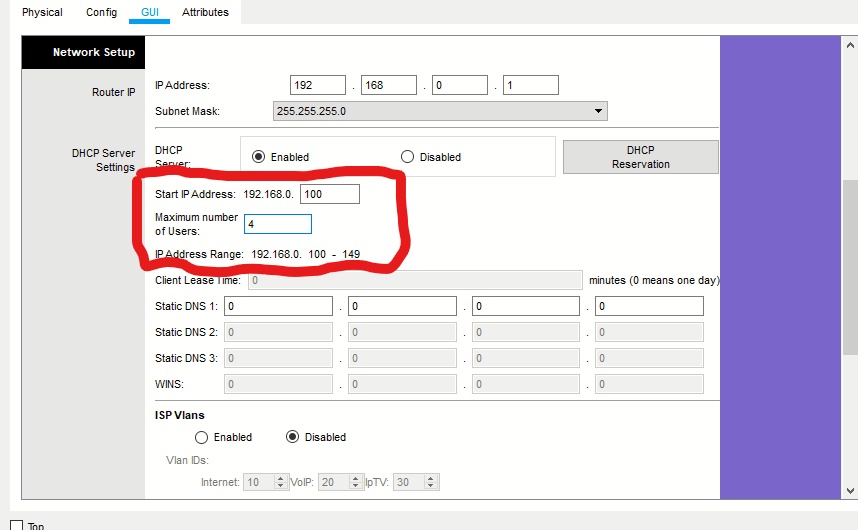 Physical Config GUI Attributes
Network Setup
Router IP
IP Address: 192 . 168 . 0 . 1
Subnet Mask: 255.255.255.0
DHCP Server Settings
DHCP Server: Enabled Disabled
DHCP Reservation
Start IP Address: 192.168.0. 100
Maximum number of Users: 4
IP Address Range: 192.168.0. 100 - 149
Client Lease Time: 0 minutes (0 means one day)
Static DNS 1: 0 . 0 . 0 . 0
Static DNS 2: 0 . 0 . 0 . 0
Static DNS 3: 0 . 0 . 0 . 0
WINS: 0 . 0 . 0 . 0
ISP Vlans
Enabled Disabled
Vlan IDs:
Internet: 10 VoIP: 20 IpTV: 30
Top